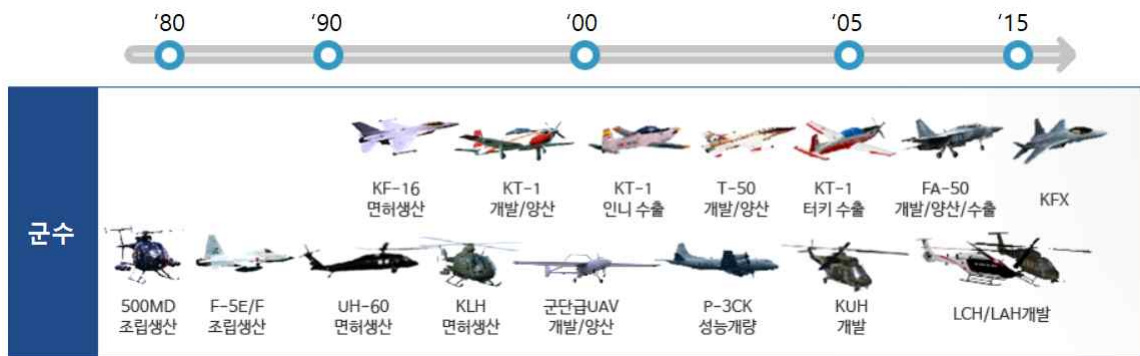 '80
'90
'00
'05
'15
군수
KF-16
면허생산
KT-1
개발/양산
KT-1
인니 수출
T-50
개발/양산
KT-1
터키 수출
FA-50
개발/양산/수출
KFX
500MD
조립생산
F-5E/F
조립생산
UH-60
면허생산
KLH
면허생산
군단급UAV
개발/양산
P-3CK
성능개량
KUH
개발
LCH/LAH개발